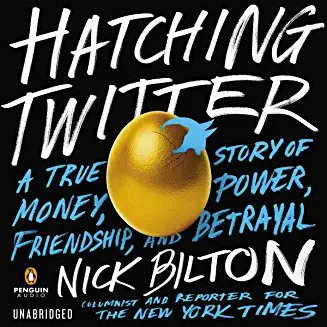 HATCHING
TWITTER
A TRUE STORY OF
MONEY, POWER,
FRIENDSHIP, AND BETRAYAL
NICK BILTON
COLUMNIST AND REPORTER FOR
THE NEW YORK TIMES
PENGUIN
AUDIO
UNABRIDGED